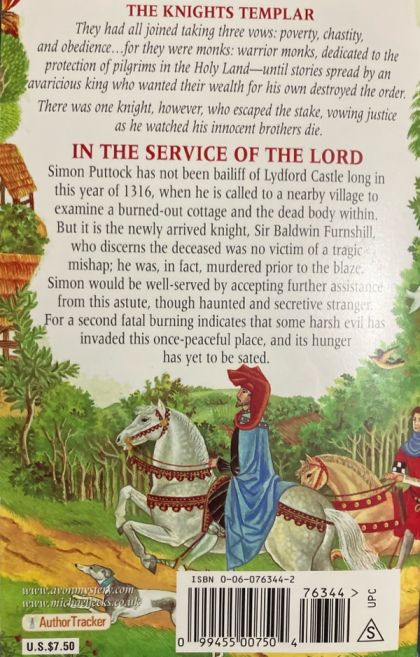 THE KNIGHTS TEMPLAR
They had all joined taking three vows: poverty, chastity,
and obedience...for they were monks: warrior monks, dedicated to the
protection of pilgrims in the Holy Land—until stories spread by an
avaricious king who wanted their wealth for his own destroyed the order.
There was one knight, however, who escaped the stake, vowing justice
as he watched his innocent brothers die.
IN THE SERVICE OF THE LORD
Simon Puttock has not been bailiff of Lydford Castle long in
this year of 1316, when he is called to a nearby village to
examine a burned-out cottage and the dead body within.
But it is the newly arrived knight, Sir Baldwin Furnshill,
who discerns the deceased was no victim of a tragic
mishap; he was, in fact, murdered prior to the blaze.
Simon would be well-served by accepting further assistance
from this astute, though haunted and secretive stranger.
For a second fatal burning indicates that some harsh evil has
invaded this once-peaceful place, and its hunger
has yet to be sated.
www.avonmystery.com
www.michaeljecks.co.uk
AuthorTracker
U.S.$7.50
ISBN 0-06-076344-2
76344 >
0 99455 00750 4
UPC
S